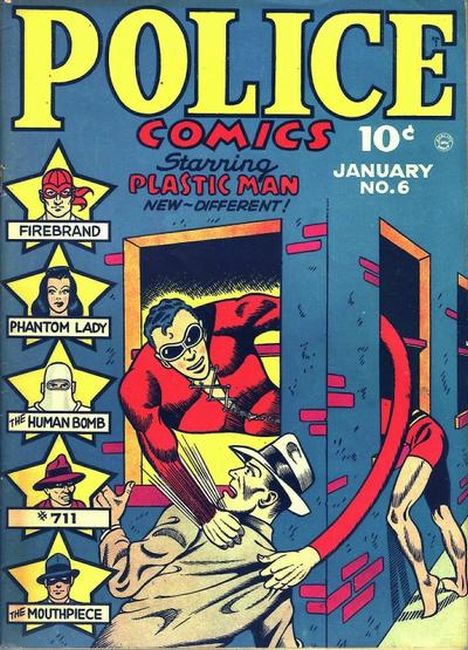 POLICE
COMICS
10¢
Starring
PLASTIC MAN
NEW~DIFFERENT!
JANUARY
NO.6
FIREBRAND
PHANTOM LADY
THE HUMAN BOMB
*711
THE MOUTHPIECE